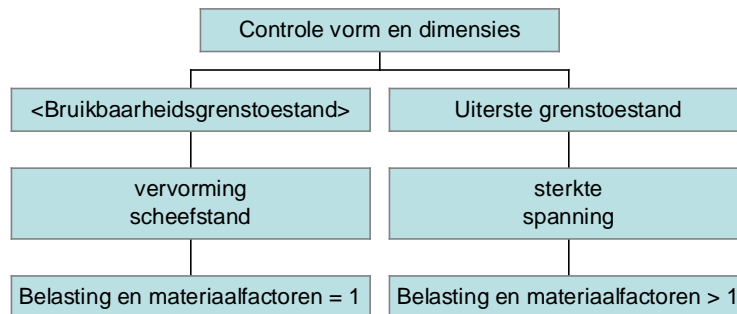 Controle vorm en dimensies
<Bruikbaarheidsgrenstoestand>
Uiterste grenstoestand
vervorming
scheefstand
sterkte
spanning
Belasting en materiaalfactoren = 1
Belasting en materiaalfactoren > 1